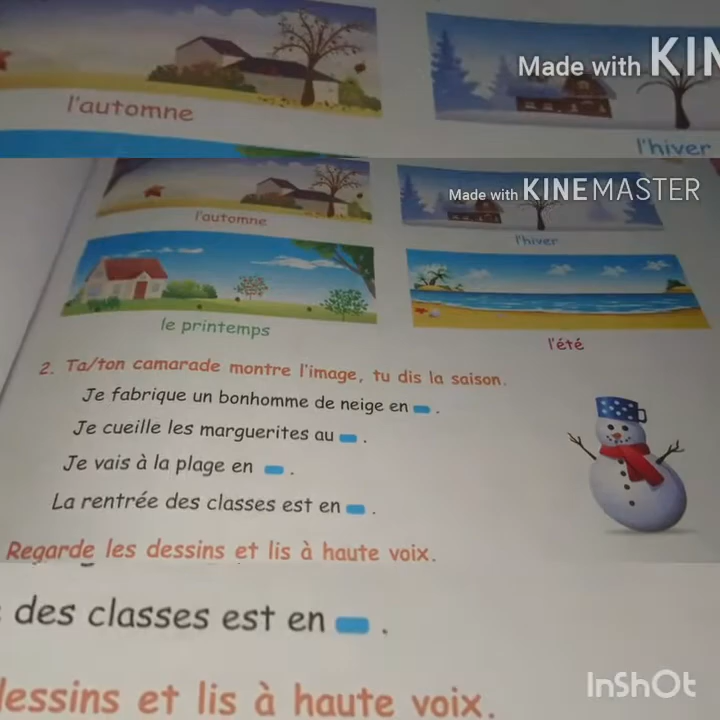 l'automne
Made with KIN
l'hiver
Made with KINEMASTER
l'automne
l'hiver
le printemps
l'été
2. Ta/ton camarade montre l'image, tu dis la saison.
Je fabrique un bonhomme de neige en .
Je cueille les marguerites au .
Je vais à la plage en .
La rentrée des classes est en .
Regarde les dessins et lis à haute voix.
des classes est en .
dessins et lis à haute voix.
InShOt